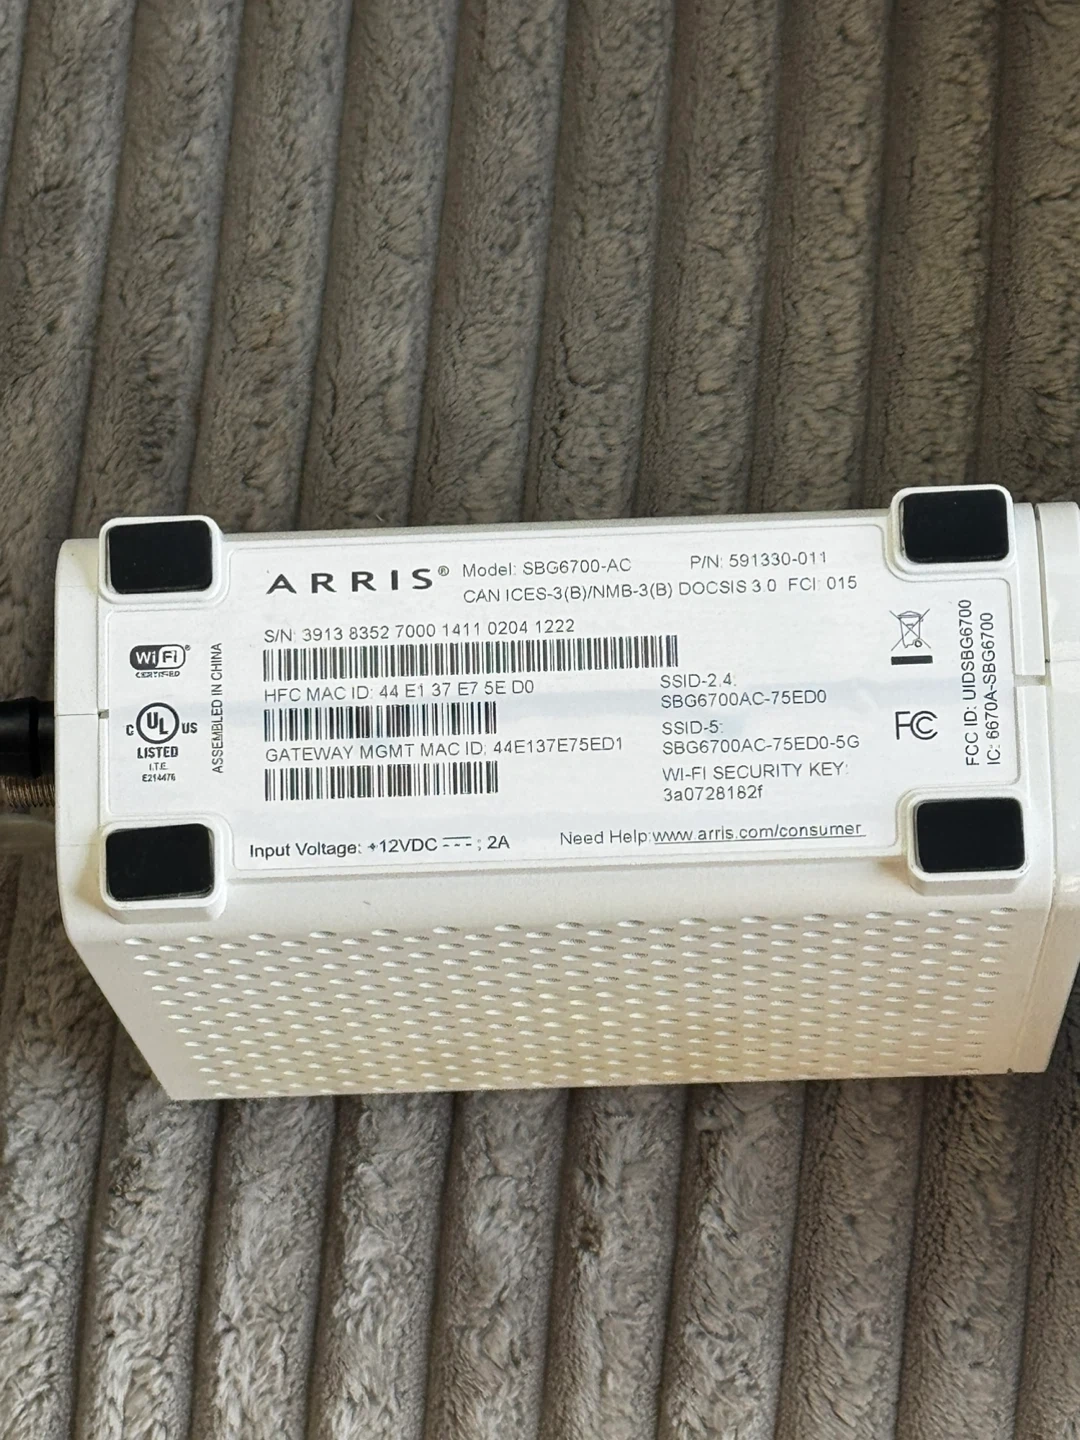 ARRIS®
Model: SBG6700-AC P/N: 591330-011
CAN ICES-3(B)/NMB-3(B) DOCSIS 3.0 FCI: 015
S/N: 3913 8352 7000 1411 0204 1222
HFC MAC ID: 44 E1 37 E7 5E D0
GATEWAY MGMT MAC ID: 44E137E75ED1
SSID-2.4:
SBG6700AC-75ED0
SSID-5:
SBG6700AC-75ED0-5G
WI-FI SECURITY KEY:
3a0728182f
Input Voltage: +12VDC ; 2A
Need Help:www.arris.com/consumer
Wi Fi®
CERTIFIED
C UL US
LISTED
I.T.E.
E214476
ASSEMBLED IN CHINA
FC
FCC ID: UIDSBG6700
IC: 6670A-SBG6700